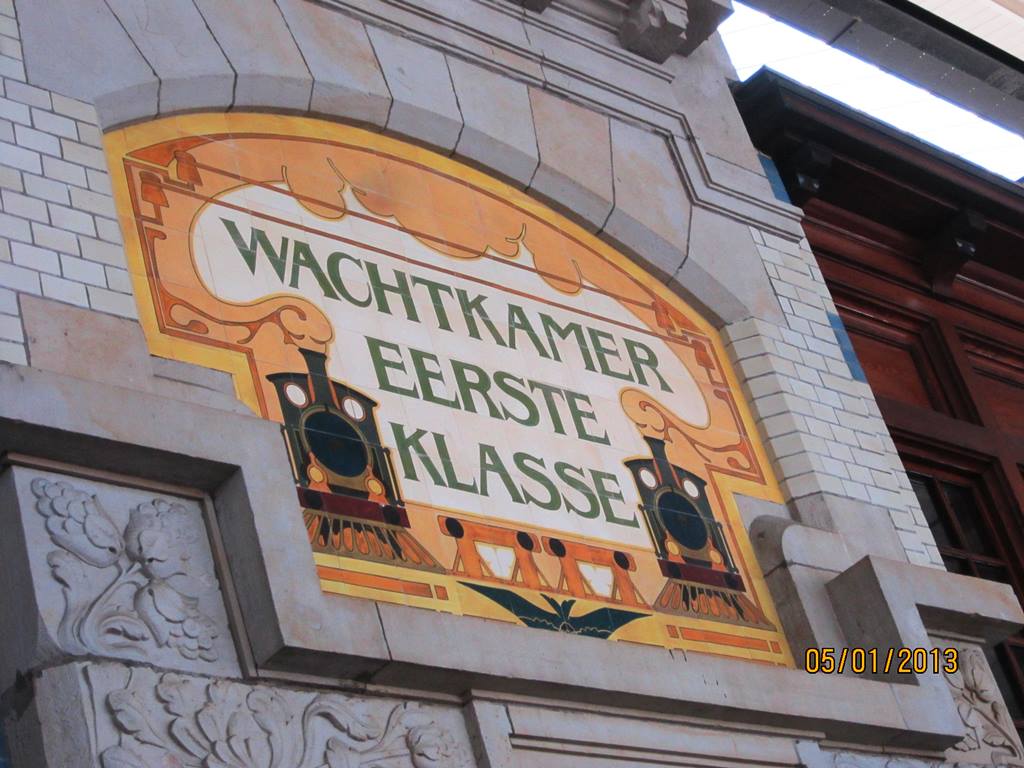 WACHTKAMER
EERSTE
KLASSE
05/01/2013